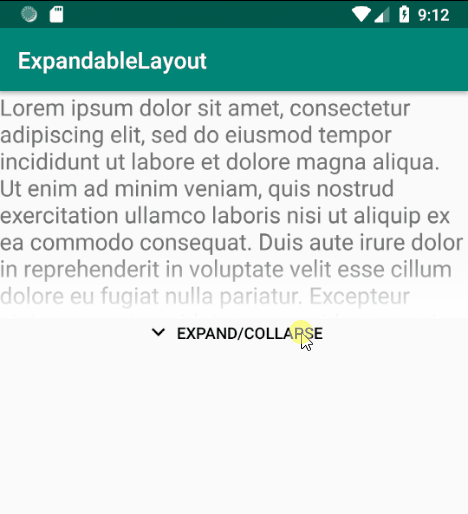 9:12
ExpandableLayout
Lorem ipsum dolor sit amet, consectetur
adipiscing elit, sed do eiusmod tempor
incididunt ut labore et dolore magna aliqua.
Ut enim ad minim veniam, quis nostrud
exercitation ullamco laboris nisi ut aliquip ex
ea commodo consequat. Duis aute irure dolor
in reprehenderit in voluptate velit esse cillum
dolore eu fugiat nulla pariatur. Excepteur
EXPAND/COLLAPSE